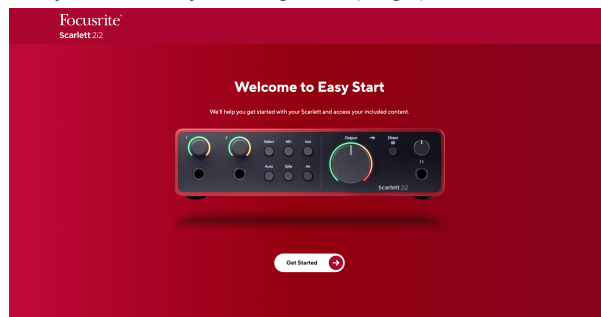 Focusrite®
Scarlett 2i2
Welcome to Easy Start
We'll help you get started with your Scarlett and access your included content.
1 2 Select 48V Inst Output Direct
Auto Safe Air
Scarlett 2i2
Get Started